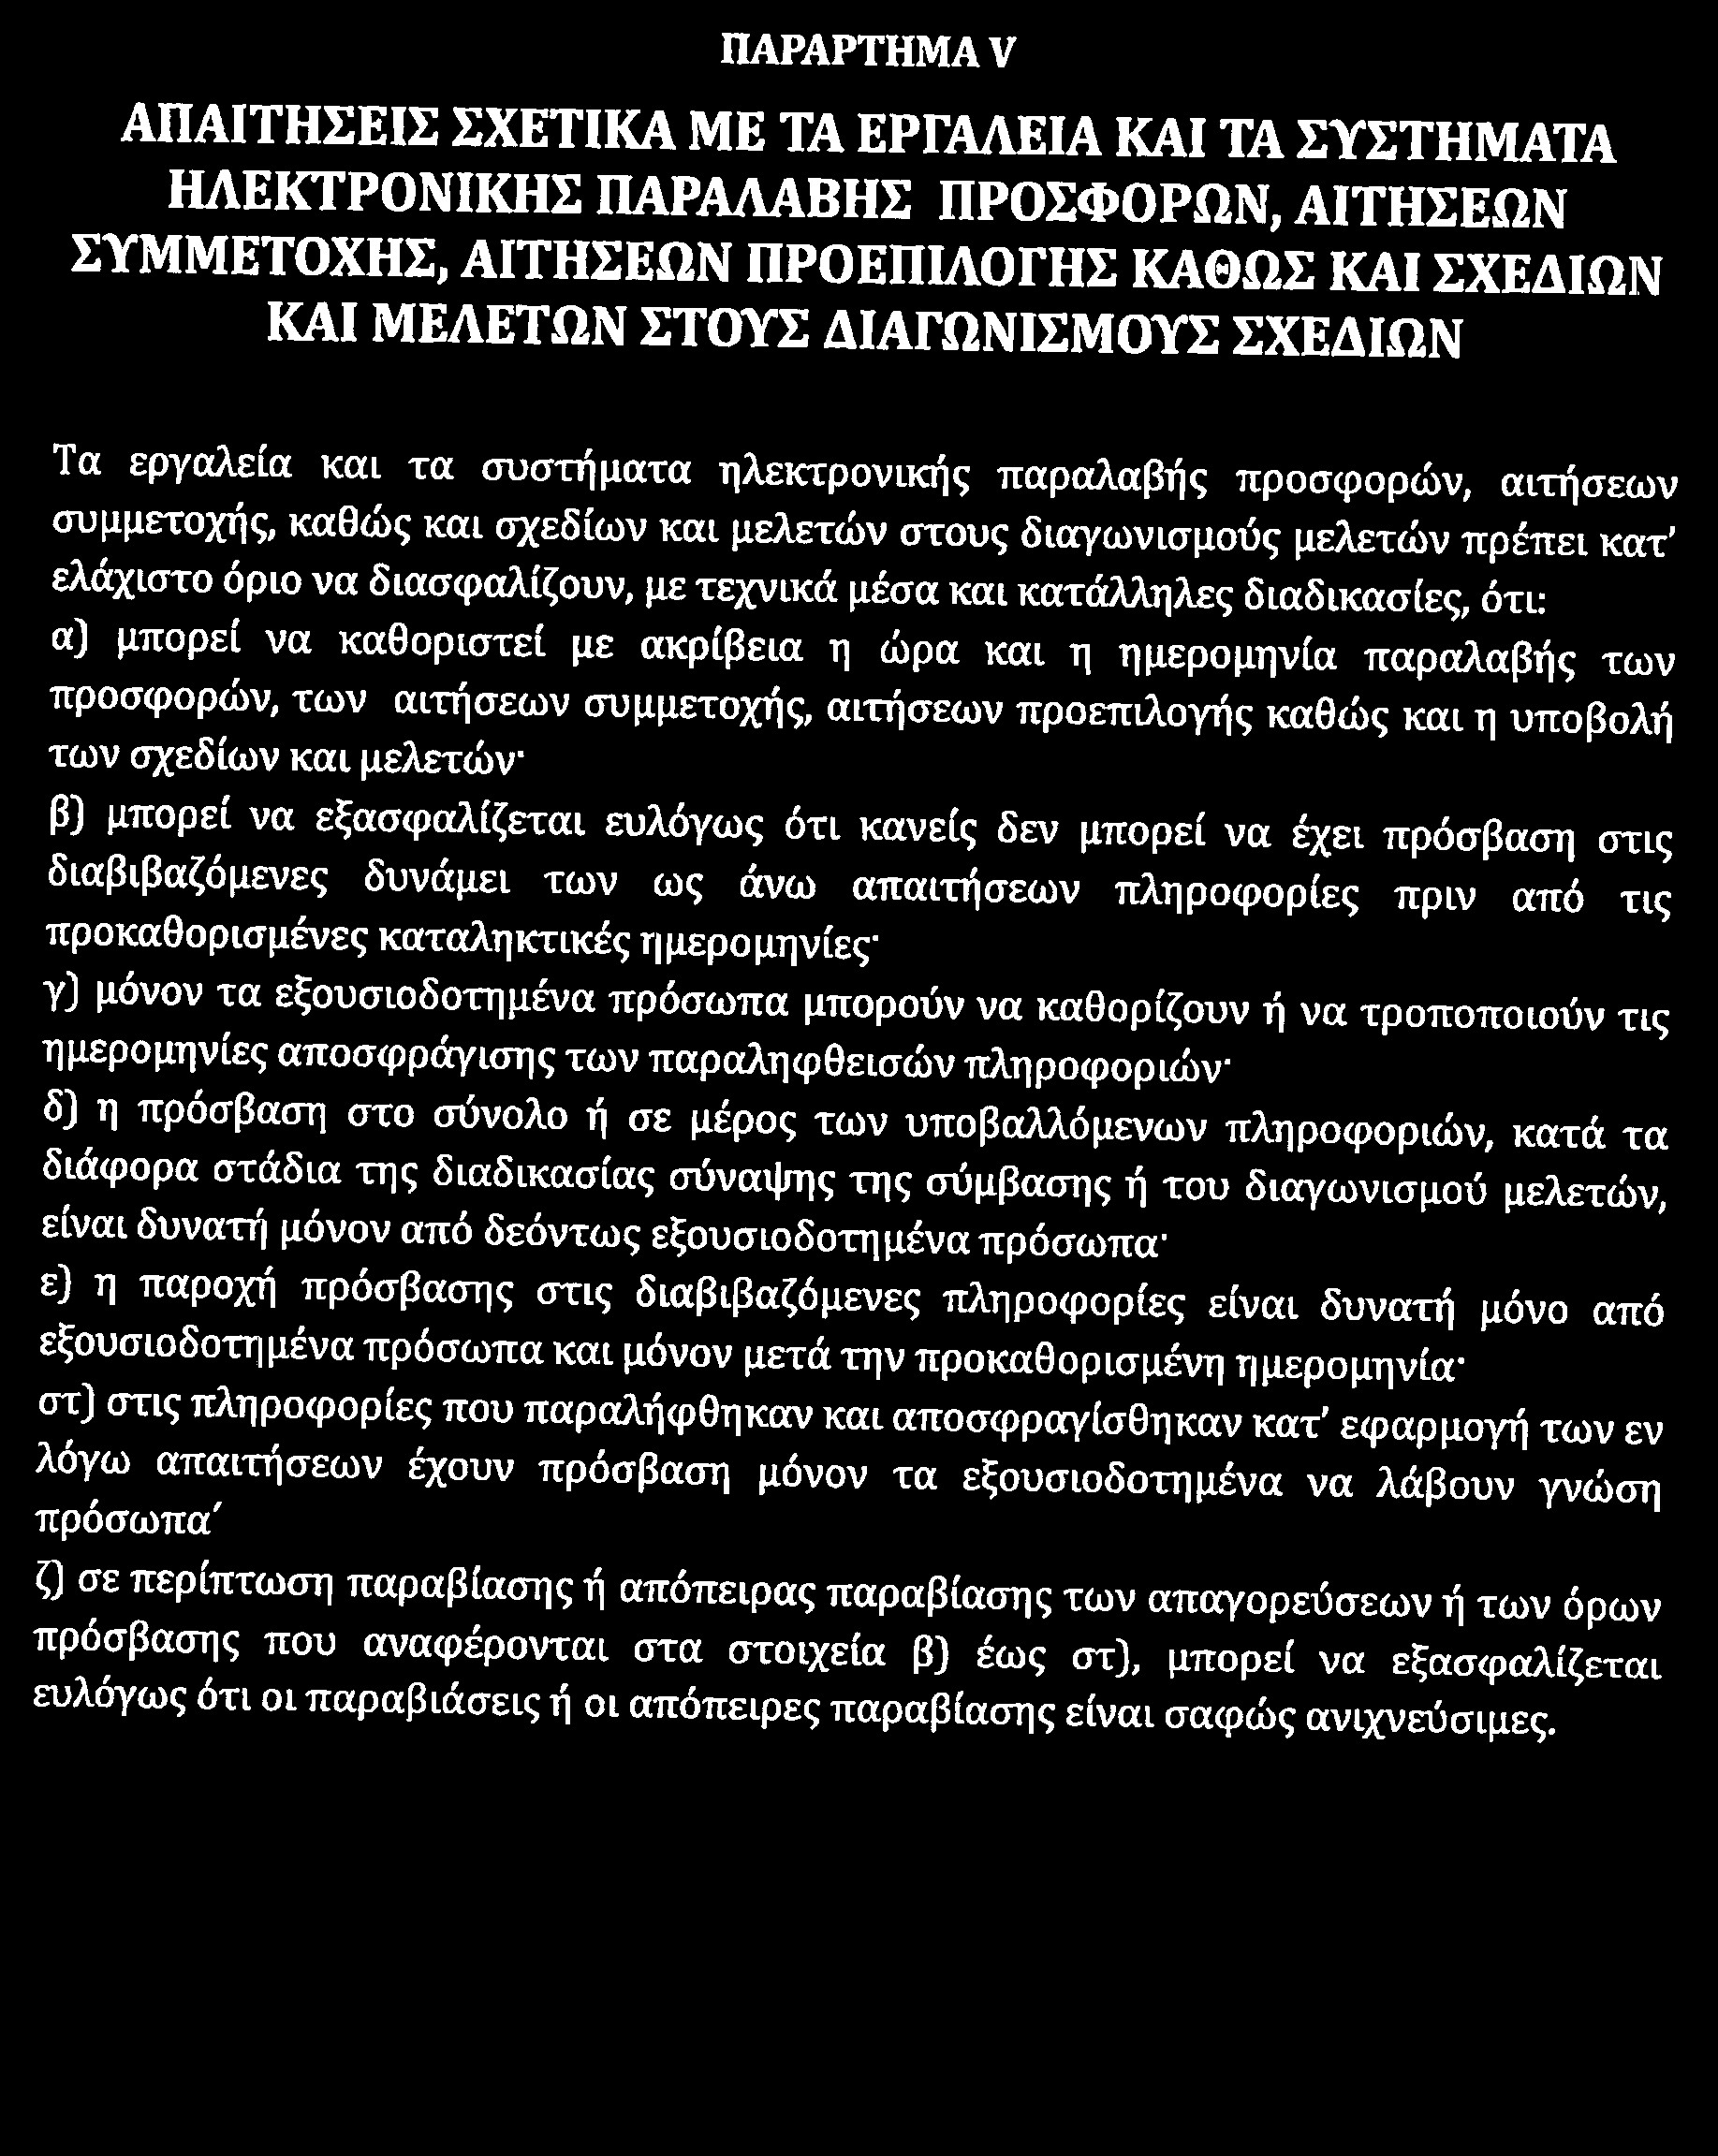 ΠΑΡΑΡΤΗΜΑ V
ΑΠΑΙΤΗΣΕΙΣ ΣΧΕΤΙΚΑ ΜΕ ΤΑ ΕΡΓΑΛΕΙΑ ΚΑΙ ΤΑ ΣΥΣΤΗΜΑΤΑ
ΗΛΕΚΤΡΟΝΙΚΗΣ ΠΑΡΑΛΑΒΗΣ ΠΡΟΣΦΟΡΩΝ, ΑΙΤΗΣΕΩΝ
ΣΥΜΜΕΤΟΧΗΣ, ΑΙΤΗΣΕΩΝ ΠΡΟΕΠΙΛΟΓΗΣ ΚΑΘΩΣ ΚΑΙ ΣΧΕΔΙΩΝ
ΚΑΙ ΜΕΛΕΤΩΝ ΣΤΟΥΣ ΔΙΑΓΩΝΙΣΜΟΥΣ ΣΧΕΔΙΩΝ
Τα εργαλεία και τα συστήματα ηλεκτρονικής παραλαβής προσφορών, αιτήσεων
συμμετοχής, καθώς και σχεδίων και μελετών στους διαγωνισμούς μελετών πρέπει κατ'
ελάχιστο όριο να διασφαλίζουν, με τεχνικά μέσα και κατάλληλες διαδικασίες, ότι:
α) μπορεί να καθοριστεί με ακρίβεια η ώρα και η ημερομηνία παραλαβής των
προσφορών, των αιτήσεων συμμετοχής, αιτήσεων προεπιλογής καθώς και η υποβολή
των σχεδίων και μελετών·
β) μπορεί να εξασφαλίζεται ευλόγως ότι κανείς δεν μπορεί να έχει πρόσβαση στις
διαβιβαζόμενες δυνάμει των ως άνω απαιτήσεων πληροφορίες πριν από τις
προκαθορισμένες καταληκτικές ημερομηνίες·
γ) μόνον τα εξουσιοδοτημένα πρόσωπα μπορούν να καθορίζουν ή να τροποποιούν τις
ημερομηνίες αποσφράγισης των παραληφθεισών πληροφοριών·
δ) η πρόσβαση στο σύνολο ή σε μέρος των υποβαλλόμενων πληροφοριών, κατά τα
διάφορα στάδια της διαδικασίας σύναψης της σύμβασης ή του διαγωνισμού μελετών,
είναι δυνατή μόνον από δεόντως εξουσιοδοτημένα πρόσωπα·
ε) η παροχή πρόσβασης στις διαβιβαζόμενες πληροφορίες είναι δυνατή μόνο από
εξουσιοδοτημένα πρόσωπα και μόνον μετά την προκαθορισμένη ημερομηνία·
στ) στις πληροφορίες που παραλήφθηκαν και αποσφραγίσθηκαν κατ' εφαρμογή των εν
λόγω απαιτήσεων έχουν πρόσβαση μόνον τα εξουσιοδοτημένα να λάβουν γνώση
πρόσωπα΄
ζ) σε περίπτωση παραβίασης ή απόπειρας παραβίασης των απαγορεύσεων ή των όρων
πρόσβασης που αναφέρονται στα στοιχεία β) έως στ), μπορεί να εξασφαλίζεται
ευλόγως ότι οι παραβιάσεις ή οι απόπειρες παραβίασης είναι σαφώς ανιχνεύσιμες.